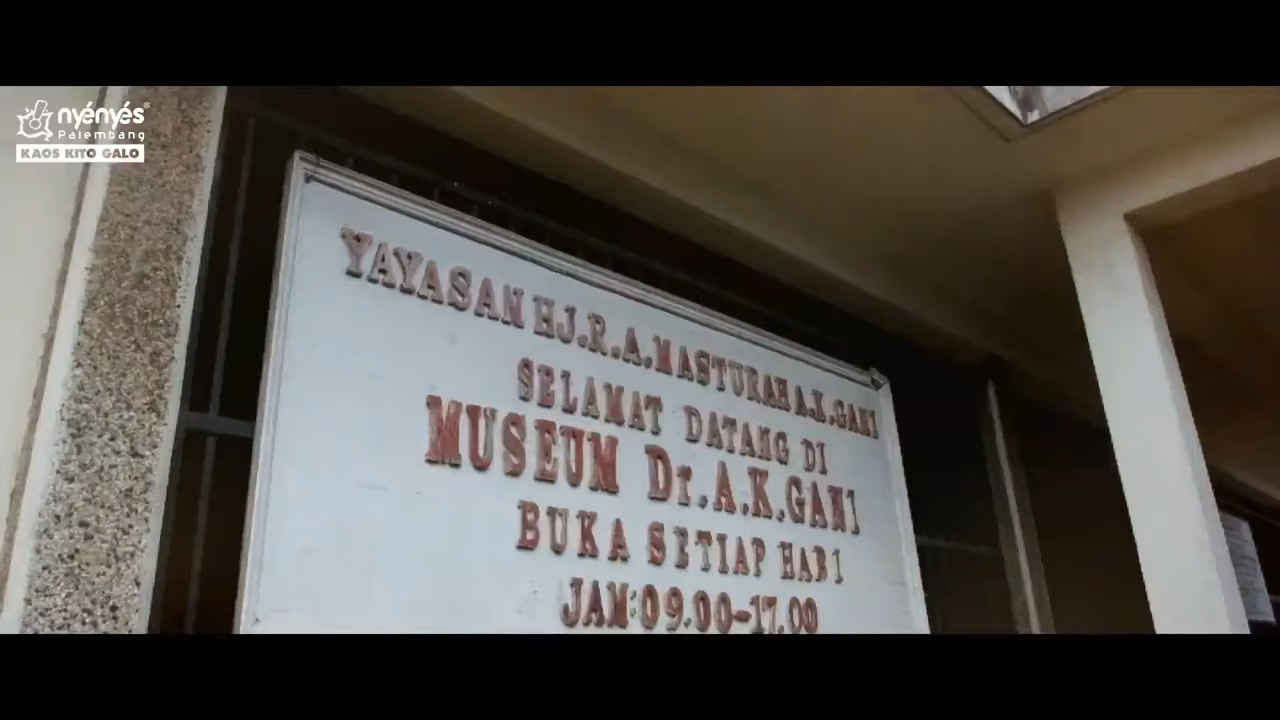 nyényés®
Palembang
KAOS KITO GALO
YAYASAN HJ.R.A.MASTURAH A.K.GANI
SELAMAT DATANG DI
MUSEUM Dr.A.K.GANI
BUKA SETIAP HARI
JAM:09.00-17.00